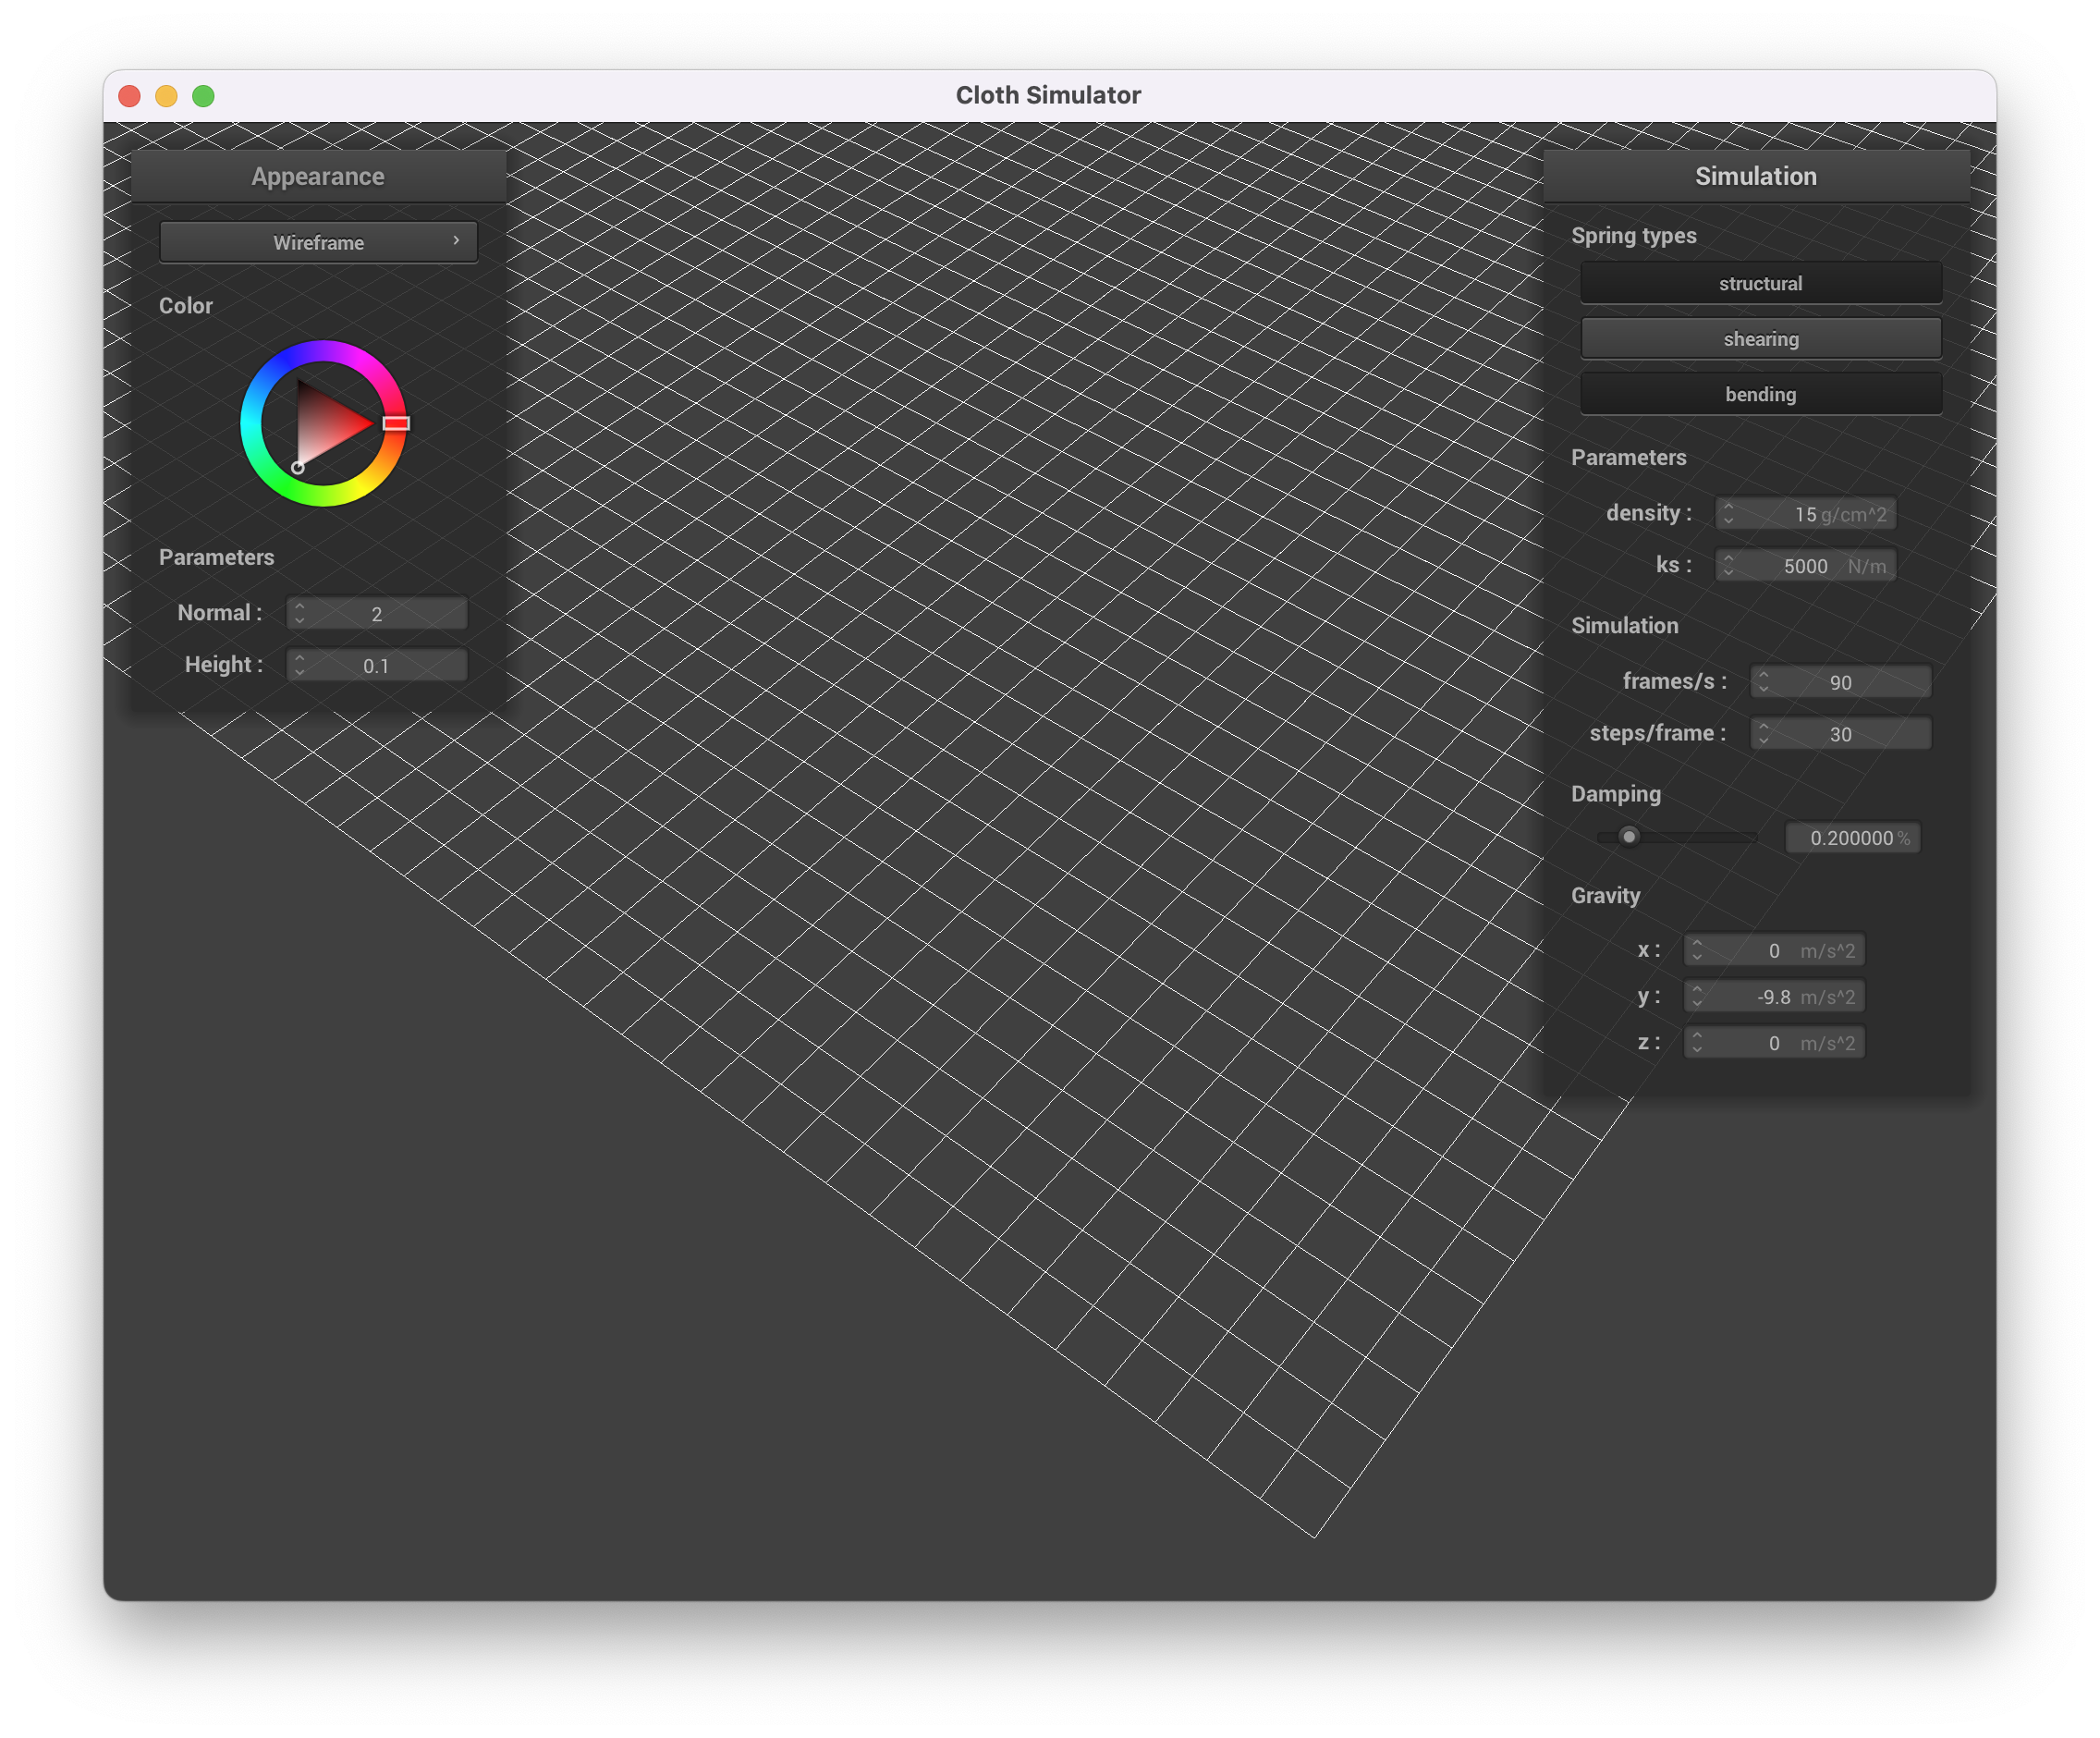 Cloth Simulator
Appearance
Wireframe
Color
Parameters
Normal : 2
Height : 0.1
Simulation
Spring types
structural
shearing
bending
Parameters
density : 15 g/cm^2
ks : 5000 N/m
Simulation
frames/s : 90
steps/frame : 30
Damping
0.200000 %
Gravity
x : 0 m/s^2
y : -9.8 m/s^2
z : 0 m/s^2